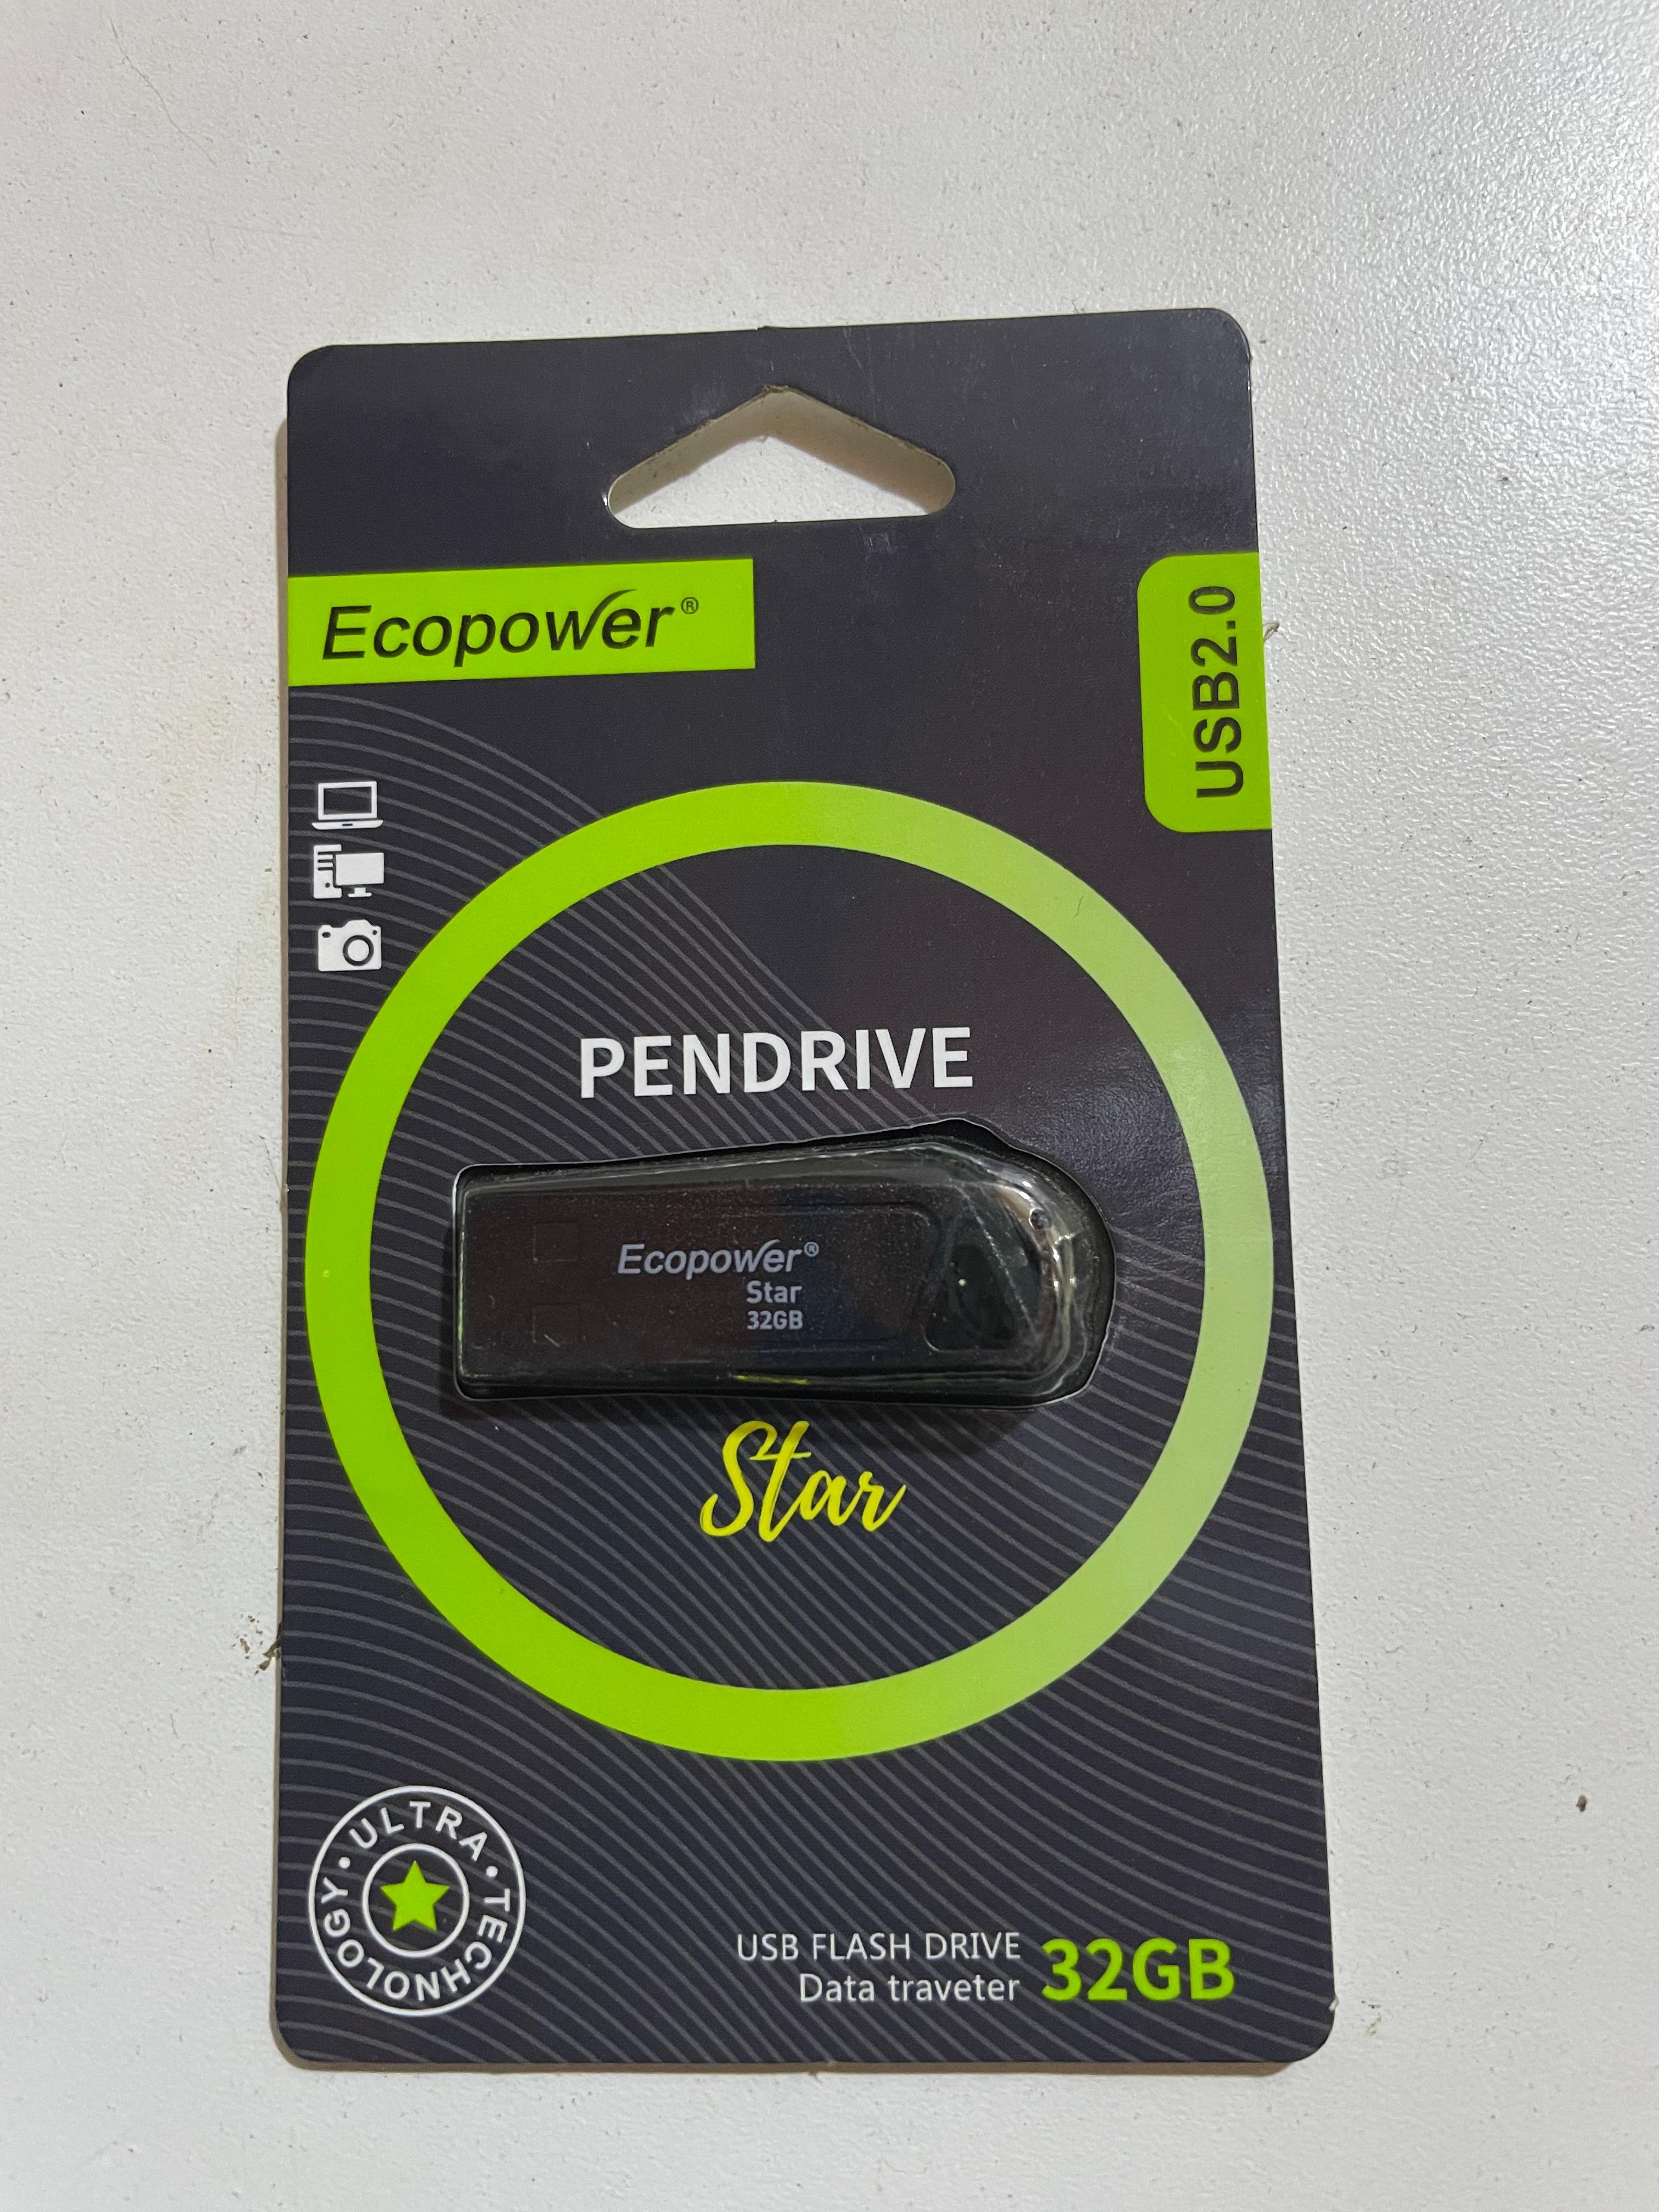 Ecopower®
USB2.0
PENDRIVE
Ecopower®
Star
32GB
Star
ULTRA • TECHNOLOGY •
USB FLASH DRIVE
Data traveter
32GB